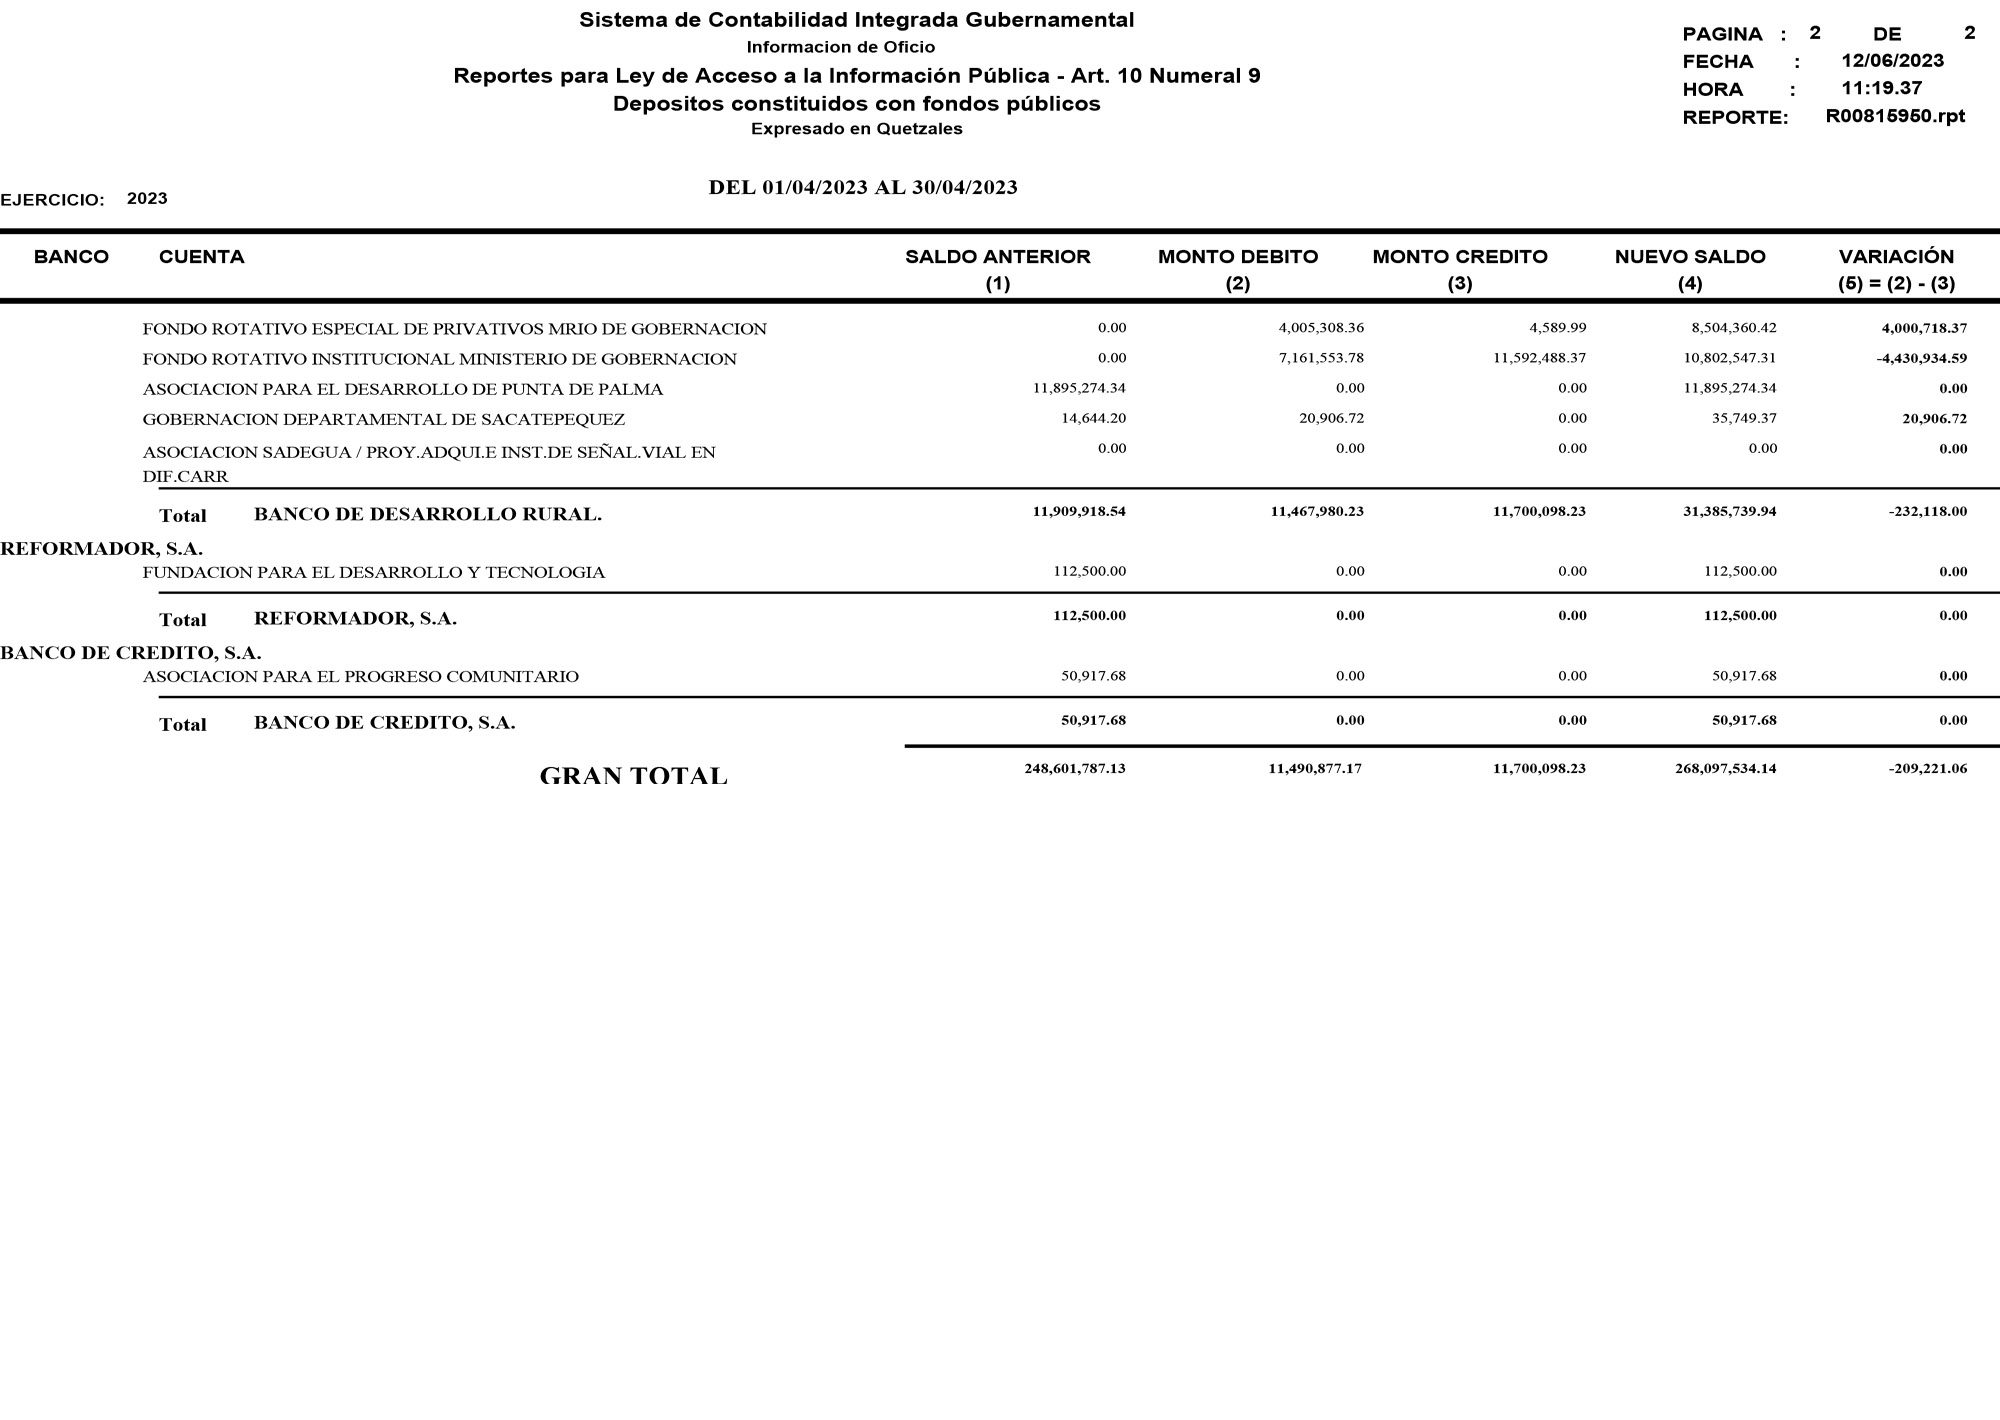 Sistema de Contabilidad Integrada Gubernamental
Informacion de Oficio
Reportes para Ley de Acceso a la Información Pública - Art. 10 Numeral 9
Depositos constituidos con fondos públicos
Expresado en Quetzales
PAGINA : 2 DE 2
FECHA : 12/06/2023
HORA : 11:19.37
REPORTE: R00815950.rpt
EJERCICIO: 2023
DEL 01/04/2023 AL 30/04/2023
BANCO CUENTA SALDO ANTERIOR MONTO DEBITO MONTO CREDITO NUEVO SALDO VARIACIÓN
(1) (2) (3) (4) (5) = (2) - (3)
FONDO ROTATIVO ESPECIAL DE PRIVATIVOS MRIO DE GOBERNACION 0.00 4,005,308.36 4,589.99 8,504,360.42 4,000,718.37
FONDO ROTATIVO INSTITUCIONAL MINISTERIO DE GOBERNACION 0.00 7,161,553.78 11,592,488.37 10,802,547.31 -4,430,934.59
ASOCIACION PARA EL DESARROLLO DE PUNTA DE PALMA 11,895,274.34 0.00 0.00 11,895,274.34 0.00
GOBERNACION DEPARTAMENTAL DE SACATEPEQUEZ 14,644.20 20,906.72 0.00 35,749.37 20,906.72
ASOCIACION SADEGUA / PROY.ADQUI.E INST.DE SEÑAL.VIAL EN 0.00 0.00 0.00 0.00 0.00
DIF.CARR
Total BANCO DE DESARROLLO RURAL. 11,909,918.54 11,467,980.23 11,700,098.23 31,385,739.94 -232,118.00
REFORMADOR, S.A.
FUNDACION PARA EL DESARROLLO Y TECNOLOGIA 112,500.00 0.00 0.00 112,500.00 0.00
Total REFORMADOR, S.A. 112,500.00 0.00 0.00 112,500.00 0.00
BANCO DE CREDITO, S.A.
ASOCIACION PARA EL PROGRESO COMUNITARIO 50,917.68 0.00 0.00 50,917.68 0.00
Total BANCO DE CREDITO, S.A. 50,917.68 0.00 0.00 50,917.68 0.00
GRAN TOTAL 248,601,787.13 11,490,877.17 11,700,098.23 268,097,534.14 -209,221.06